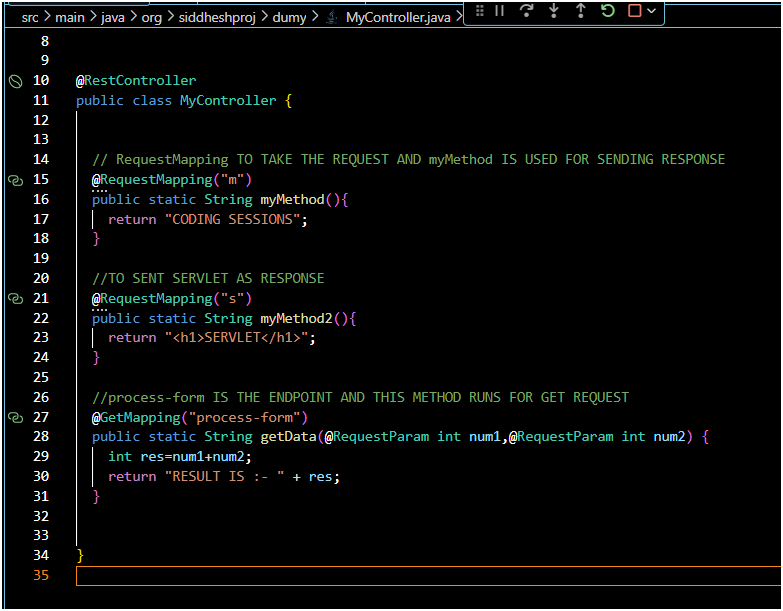 src > main > java > org > siddheshproj > dumy > MyController.java >
8
9
10 @RestController
11 public class MyController {
12
13
14 // RequestMapping TO TAKE THE REQUEST AND myMethod IS USED FOR SENDING RESPONSE
15 @RequestMapping("m")
16 public static String myMethod(){
17 return "CODING SESSIONS";
18 }
19
20 //TO SENT SERVLET AS RESPONSE
21 @RequestMapping("s")
22 public static String myMethod2(){
23 return "<h1>SERVLET</h1>";
24 }
25
26 //process-form IS THE ENDPOINT AND THIS METHOD RUNS FOR GET REQUEST
27 @GetMapping("process-form")
28 public static String getData(@RequestParam int num1,@RequestParam int num2) {
29 int res=num1+num2;
30 return "RESULT IS :- " + res;
31 }
32
33
34 }
35